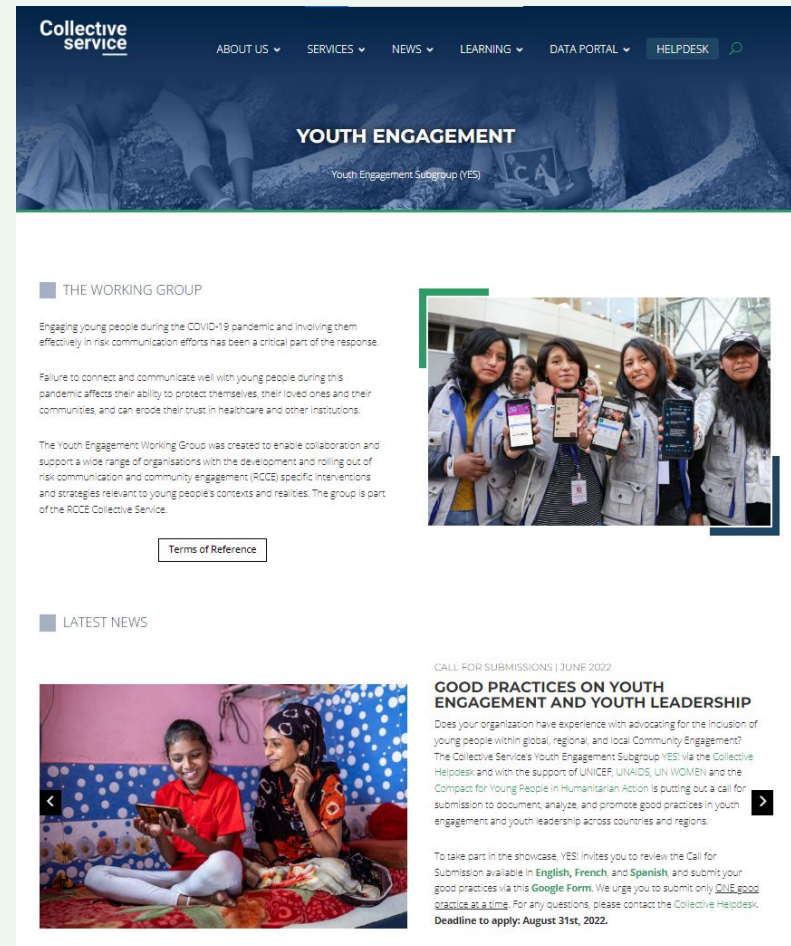 Collective
service
ABOUT US
SERVICES
NEWS
LEARNING
DATA PORTAL
HELPDESK
YOUTH ENGAGEMENT
Youth Engagement Subgroup (YES)
THE WORKING GROUP
Engaging young people during the COVID-19 pandemic and involving them
effectively in risk communication efforts has been a critical part of the response.
Failure to connect and communicate well with young people during this
pandemic affects their ability to protect themselves, their loved ones and their
communities, and can erode their trust in healthcare and other institutions.
The Youth Engagement Working Group was created to enable collaboration and
support a wide range of organisations with the development and rolling out of
risk communication and community engagement (RCCE) specific interventions
and strategies relevant to young people's contexts and realities. The group is part
of the RCCE Collective Service.
Terms of Reference
LATEST NEWS
CALL FOR SUBMISSIONS | JUNE 2022
GOOD PRACTICES ON YOUTH
ENGAGEMENT AND YOUTH LEADERSHIP
Does your organization have experience with advocating for the inclusion of
young people within global, regional, and local Community Engagement?
The Collective Service's Youth Engagement Subgroup YES! via the Collective
Helpdesk and with the support of UNICEF, UNAIDS, UN WOMEN and the
Compact for Young People in Humanitarian Action is putting out a call for
submission to document, analyze, and promote good practices in youth
engagement and youth leadership across countries and regions.
To take part in the showcase, YES! invites you to review the Call for
Submission available in English, French, and Spanish, and submit your
good practices via this Google Form. We urge you to submit only ONE good
practice at a time. For any questions, please contact the Collective Helpdesk.
Deadline to apply: August 31st, 2022.